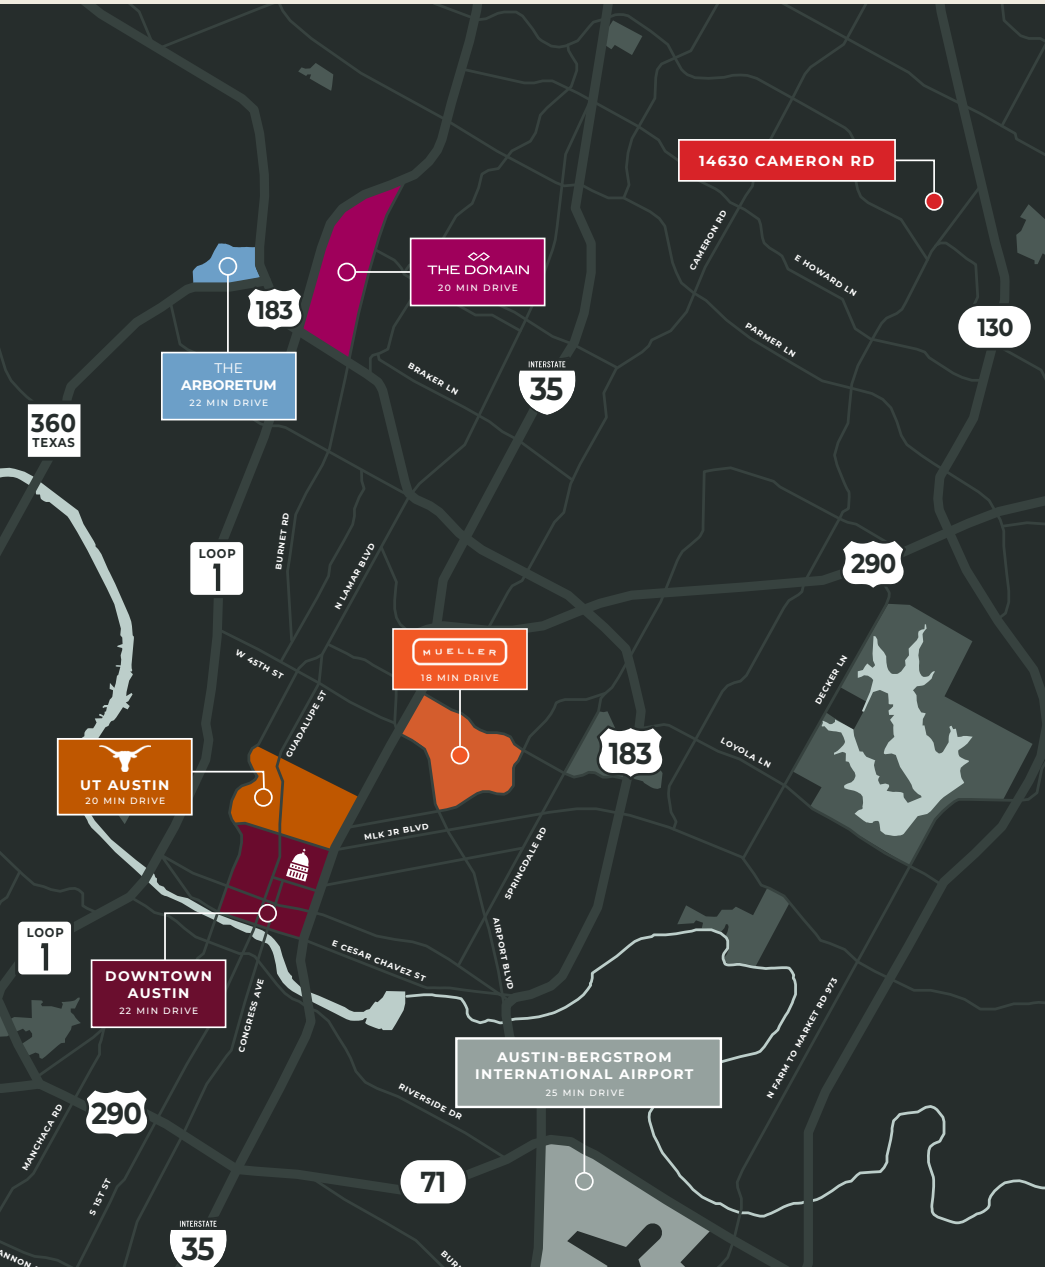 14630 CAMERON RD
CAMERON RD
E HOWARD LN
THE DOMAIN
20 MIN DRIVE
183
130
PARMER LN
THE
ARBORETUM
22 MIN DRIVE
BRAKER LN
INTERSTATE
35
360
TEXAS
BURNET RD
LOOP
1
N LAMAR BLVD
290
MUELLER
18 MIN DRIVE
W 45TH ST
GUADALUPE ST
DECKER LN
183
LOYOLA LN
UT AUSTIN
20 MIN DRIVE
MLK JR BLVD
SPRINGDALE RD
LOOP
1
DOWNTOWN
AUSTIN
22 MIN DRIVE
E CESAR CHAVEZ ST
AIRPORT BLVD
CONGRESS AVE
N FARM TO MARKET RD 973
AUSTIN-BERGSTROM
INTERNATIONAL AIRPORT
25 MIN DRIVE
290
RIVERSIDE DR
MANCHACA RD
71
S 1ST ST
INTERSTATE
35